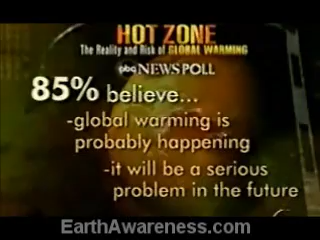 HOT ZONE
The Reality and Risk of GLOBAL WARMING
abc NEWS POLL
85% believe...
-global warming is
probably happening
-it will be a serious
problem in the future
EarthAwareness.com